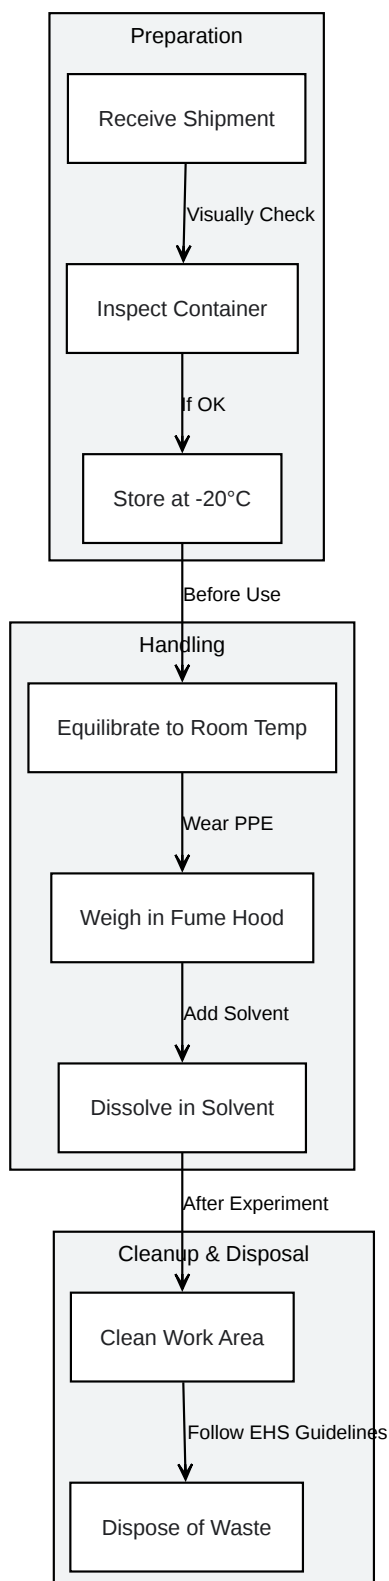 Preparation
Receive Shipment
Visually Check
Inspect Container
If OK
Store at -20°C
Before Use
Handling
Equilibrate to Room Temp
Wear PPE
Weigh in Fume Hood
Add Solvent
Dissolve in Solvent
After Experiment
Cleanup & Disposal
Clean Work Area
Follow EHS Guidelines
Dispose of Waste